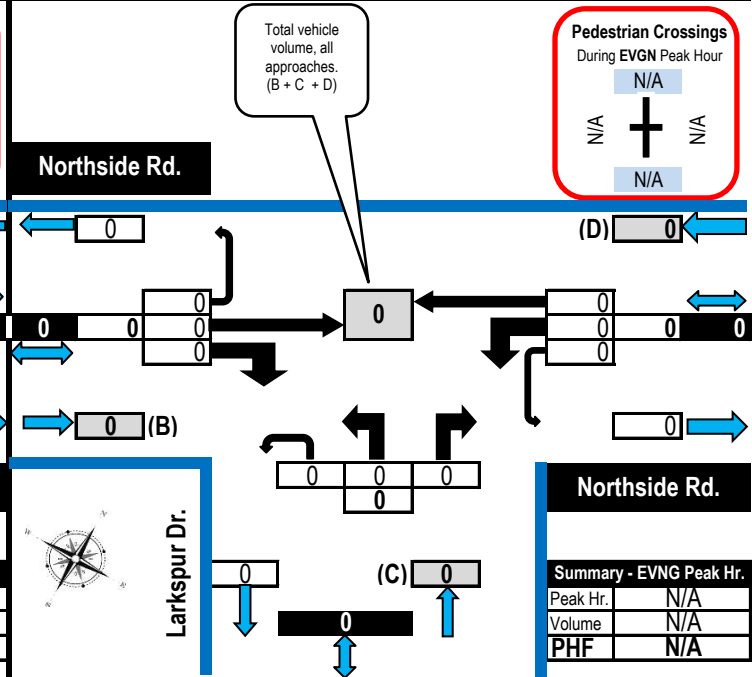 Total vehicle
volume, all
approaches.
(B + C + D)
Pedestrian Crossings
During EVGN Peak Hour
N/A
N/A
N/A
N/A
Northside Rd.
0
(D) 0
0
0
0
0 0 0
0
0 0 0
0
0
0 (B)
0
0 0 0
0
Northside Rd.
Larkspur Dr.
N
W
E
0
(C) 0
0
Summary - EVNG Peak Hr.
Peak Hr. N/A
Volume N/A
PHF N/A